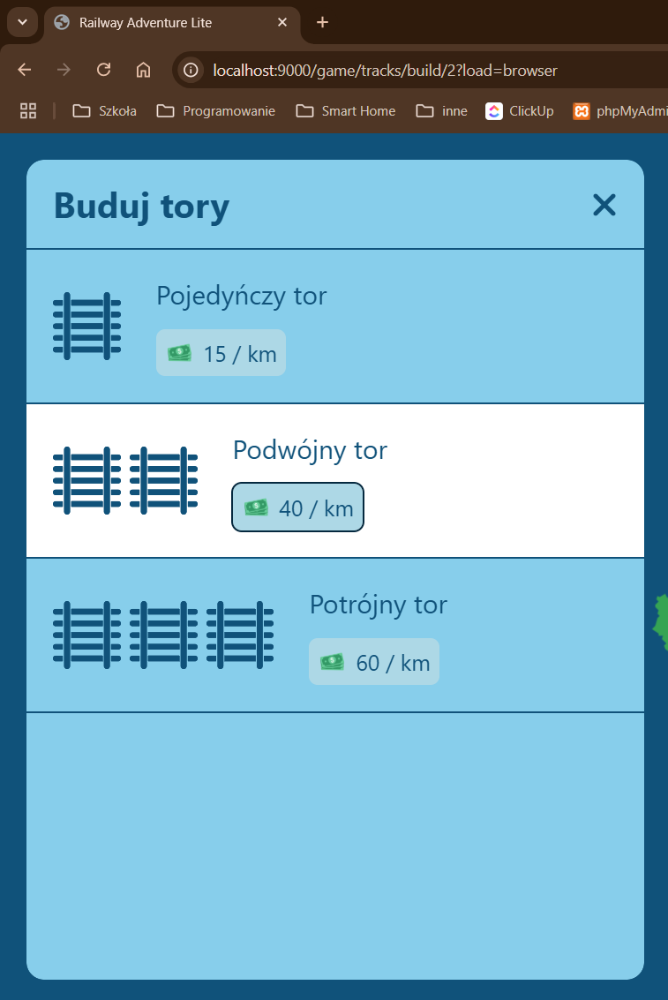 Railway Adventure Lite
localhost:9000/game/tracks/build/2?load=browser
Szkoła Programowanie Smart Home inne ClickUp phpMyAdmi
Buduj tory
Pojedyńczy tor
15 / km
Podwójny tor
40 / km
Potrójny tor
60 / km